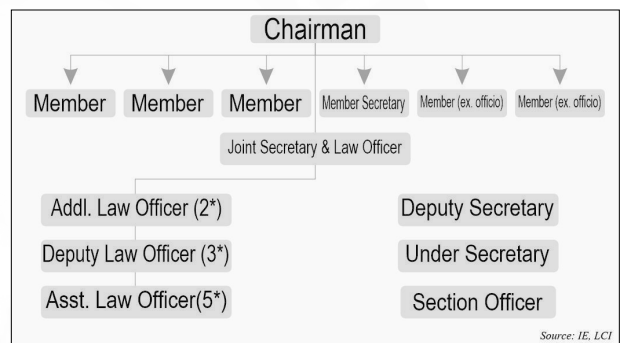 Chairman
Member
Member
Member
Member Secretary
Member (ex. officio)
Member (ex. officio)
Joint Secretary & Law Officer
Addl. Law Officer (2*)
Deputy Secretary
Deputy Law Officer (3*)
Under Secretary
Asst. Law Officer(5*)
Section Officer
Source: IE, LCI